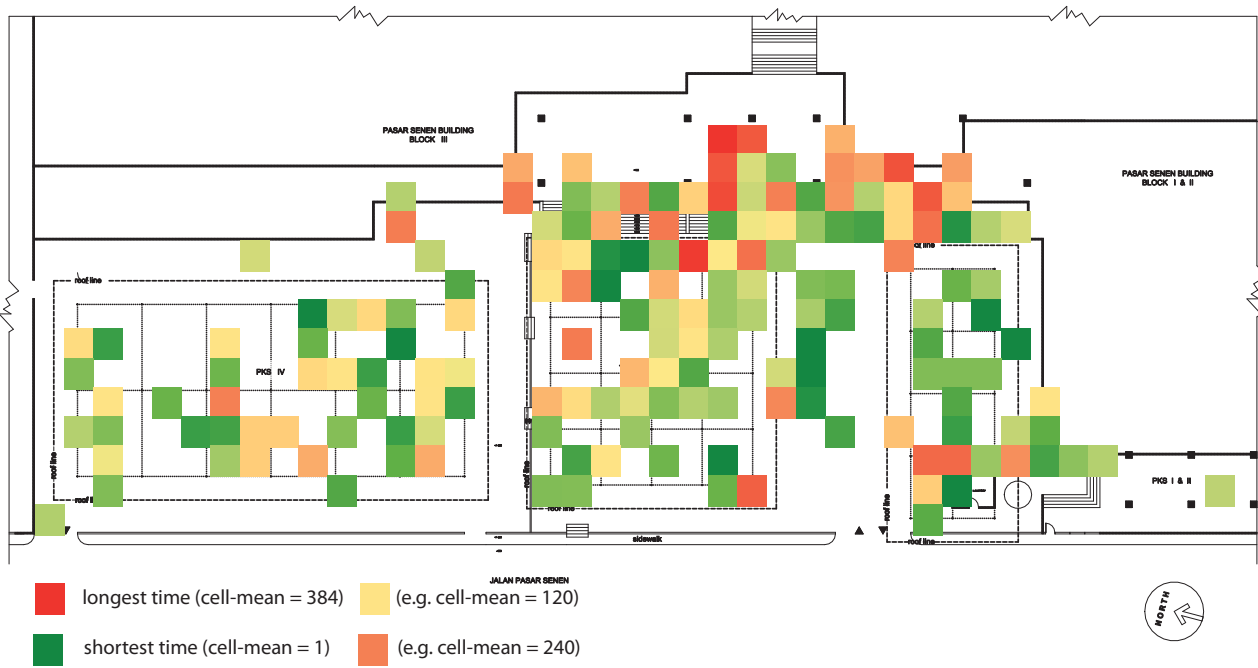 PASAR SENEN BUILDING
BLOCK III
PASAR SENEN BUILDING
BLOCK I & II
roof line
roof line
PKS IV
roof line
roof line
roof line
PKS I & II
roof line
roof line
roof line
sidewalk
roof line
JALAN PASAR SENEN
longest time (cell-mean = 384)
(e.g. cell-mean = 120)
shortest time (cell-mean = 1)
(e.g. cell-mean = 240)
NORTH